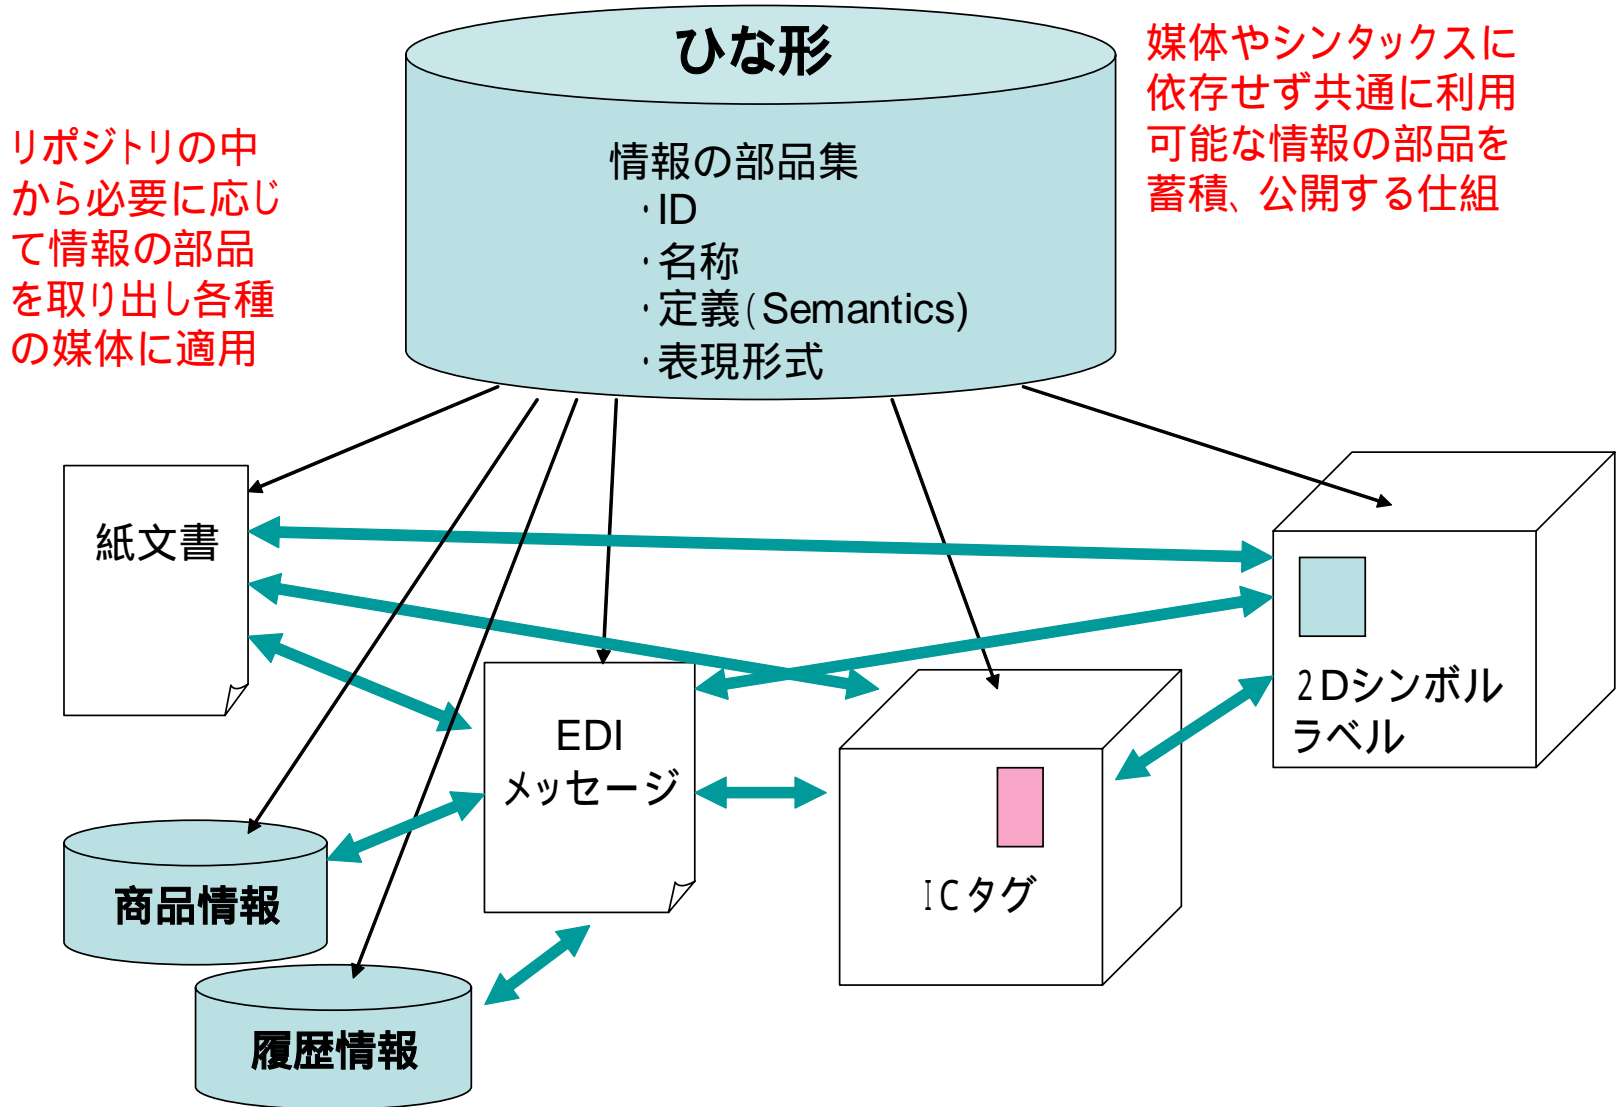 ひな形
媒体やシンタックスに
依存せず共通に利用
可能な情報の部品を
蓄積、公開する仕組
リポジトリの中
から必要に応じ
て情報の部品
を取り出し各種
の媒体に適用
情報の部品集
・ID
・名称
・定義(Semantics)
・表現形式
紙文書
EDI
メッセージ
2Dシンボル
ラベル
ICタグ
商品情報
履歴情報